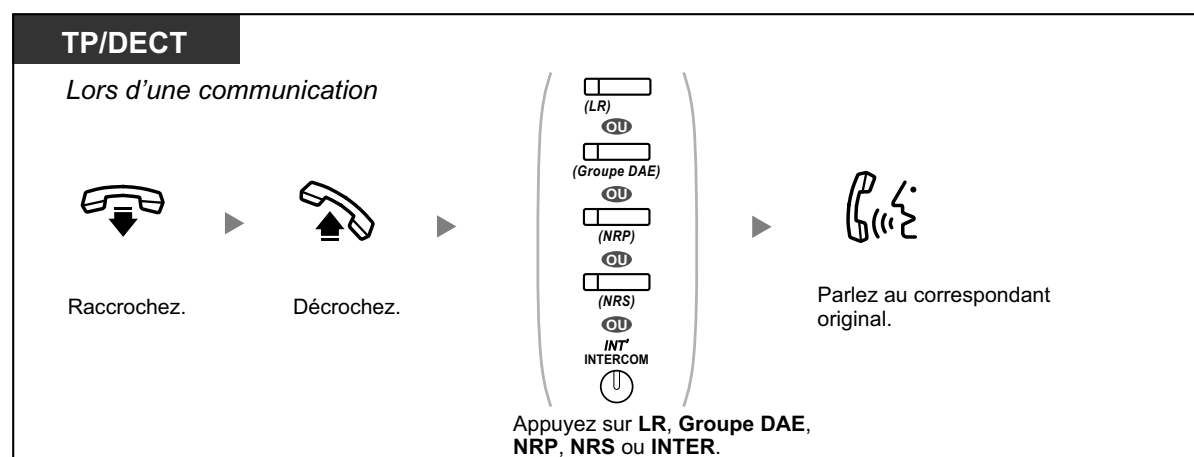 TP/DECT
Lors d'une communication
Raccrochez.
Décrochez.
(LR)
OU
(Groupe DAE)
OU
(NRP)
OU
(NRS)
OU
INT'
INTERCOM
Appuyez sur LR, Groupe DAE,
NRP, NRS ou INTER.
Parlez au correspondant
original.